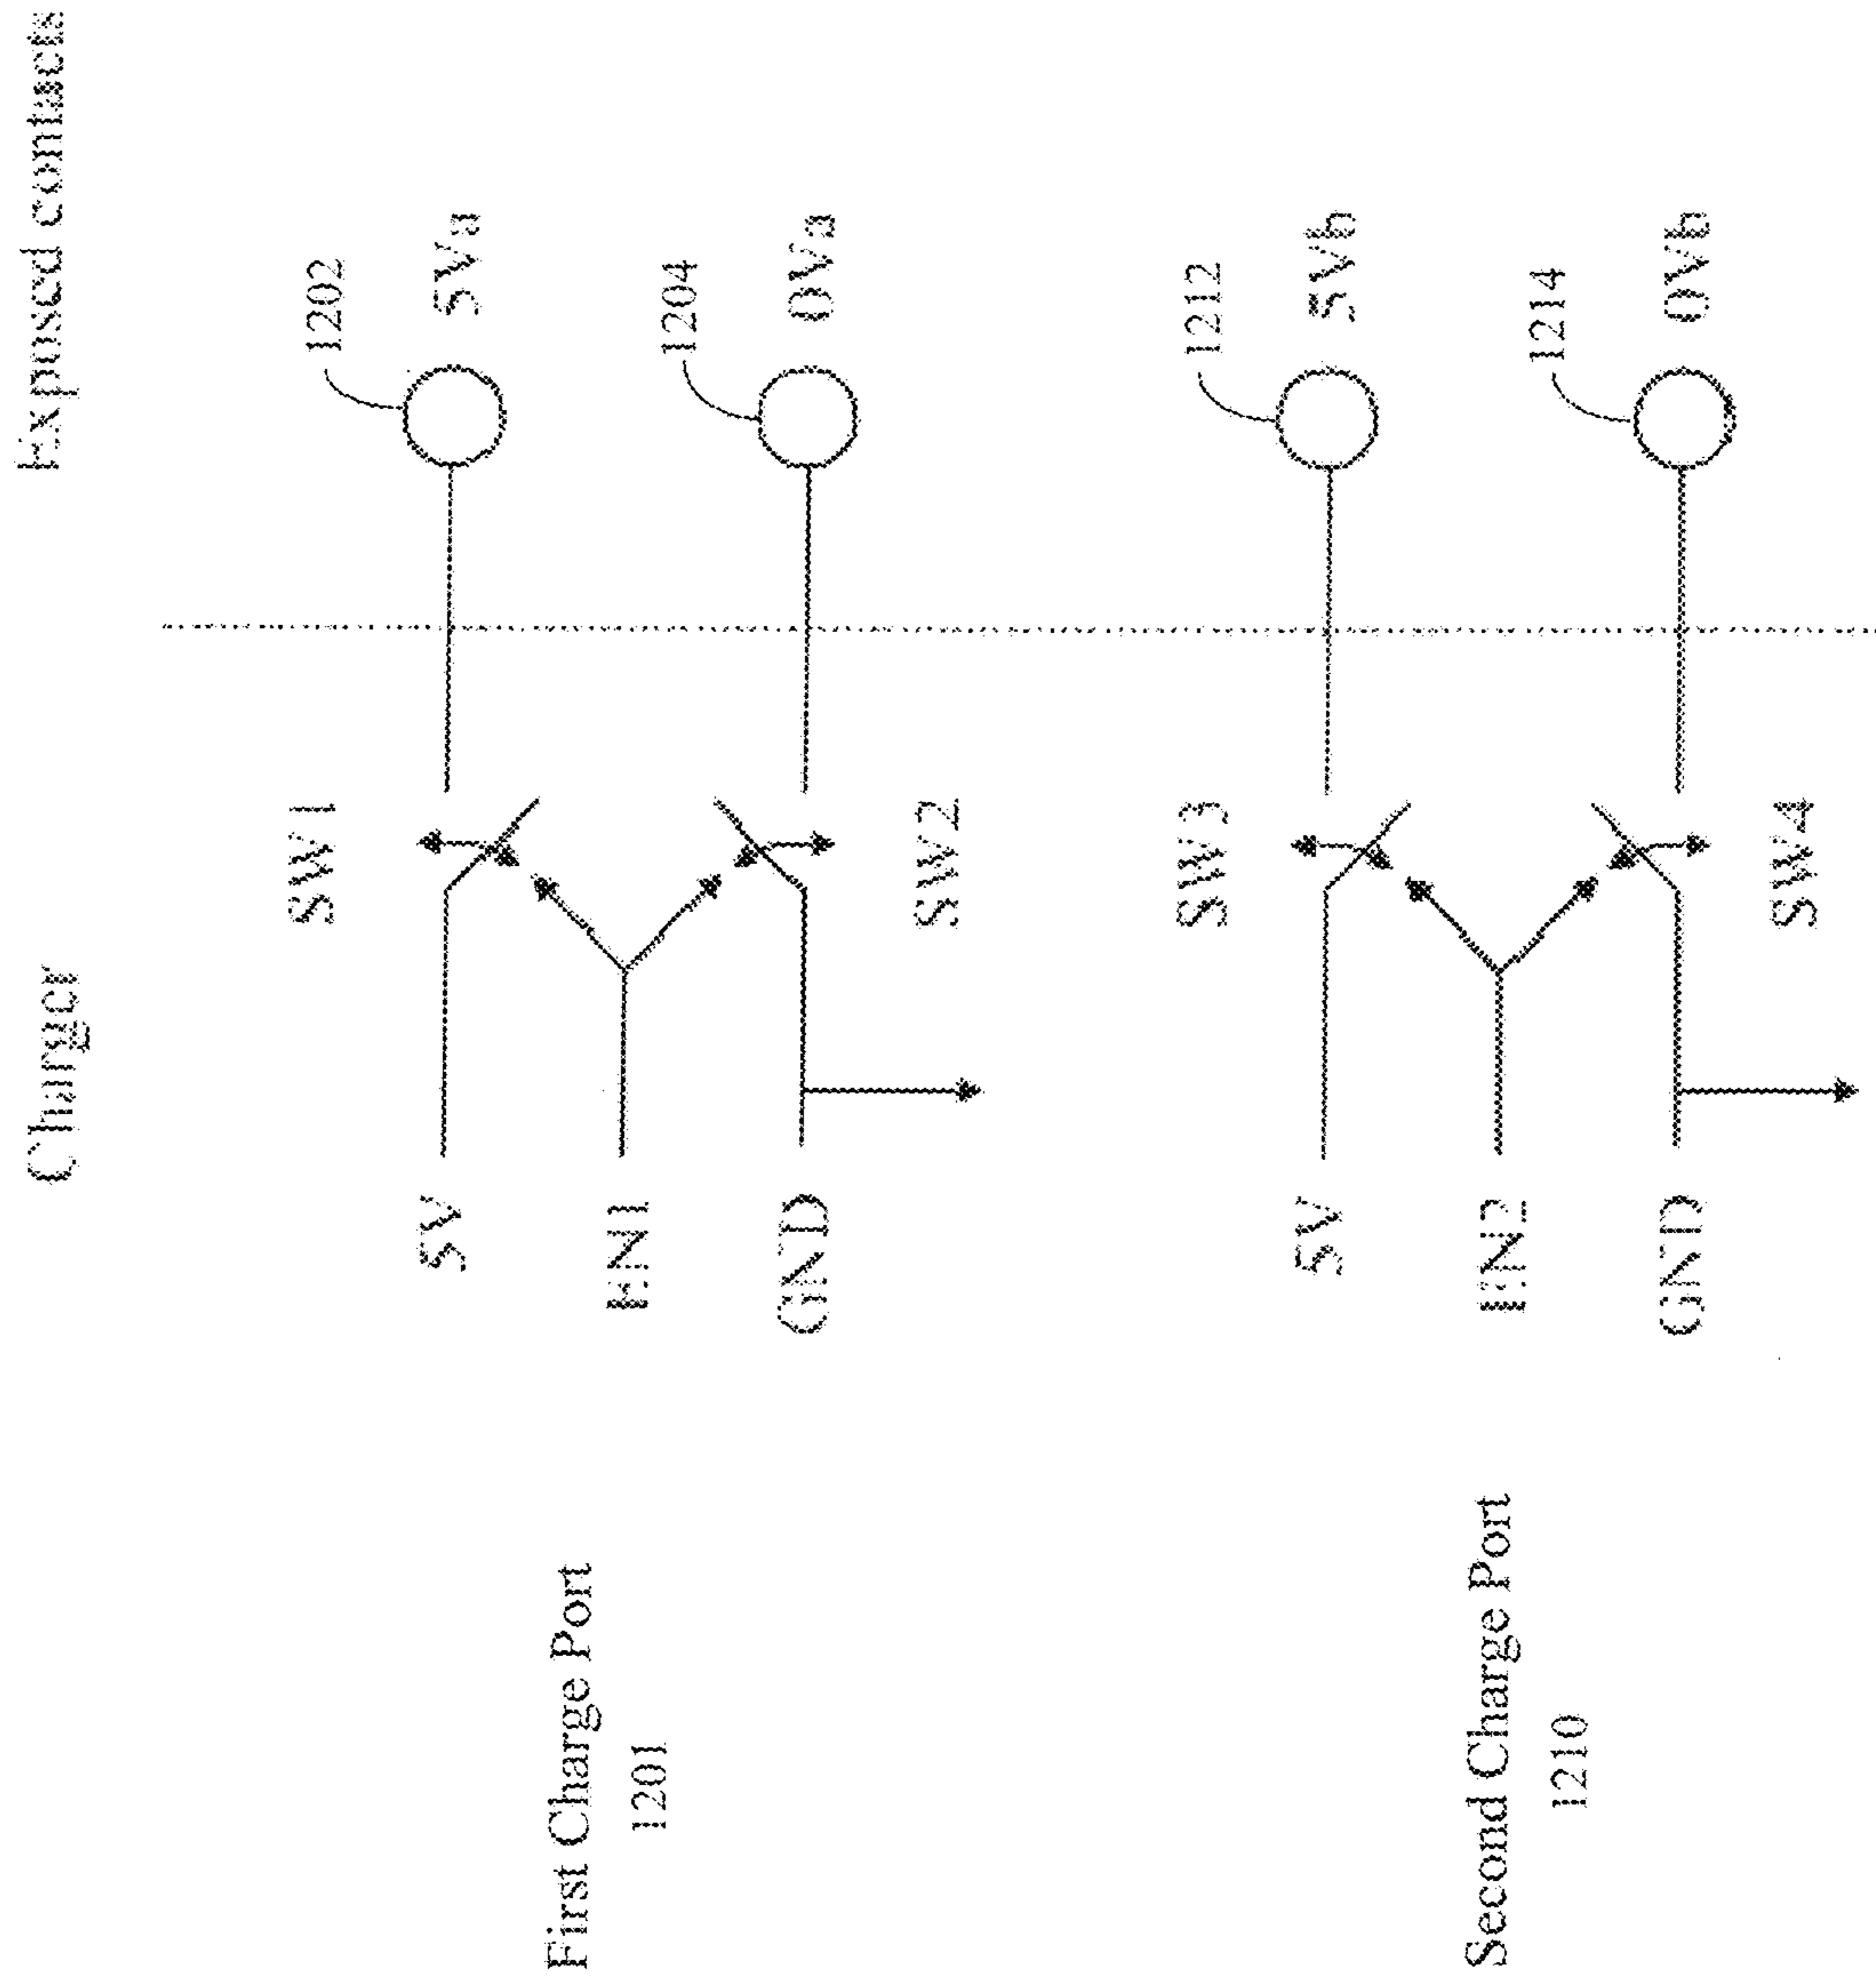 Charger
Exposed contacts
First Charge Port
1201
SW1
5V
1202
5Va
EN1
GND
1204
0Va
SW2
Second Charge Port
1210
SW3
5V
1212
5Vb
EN2
GND
1214
0Vb
SW4